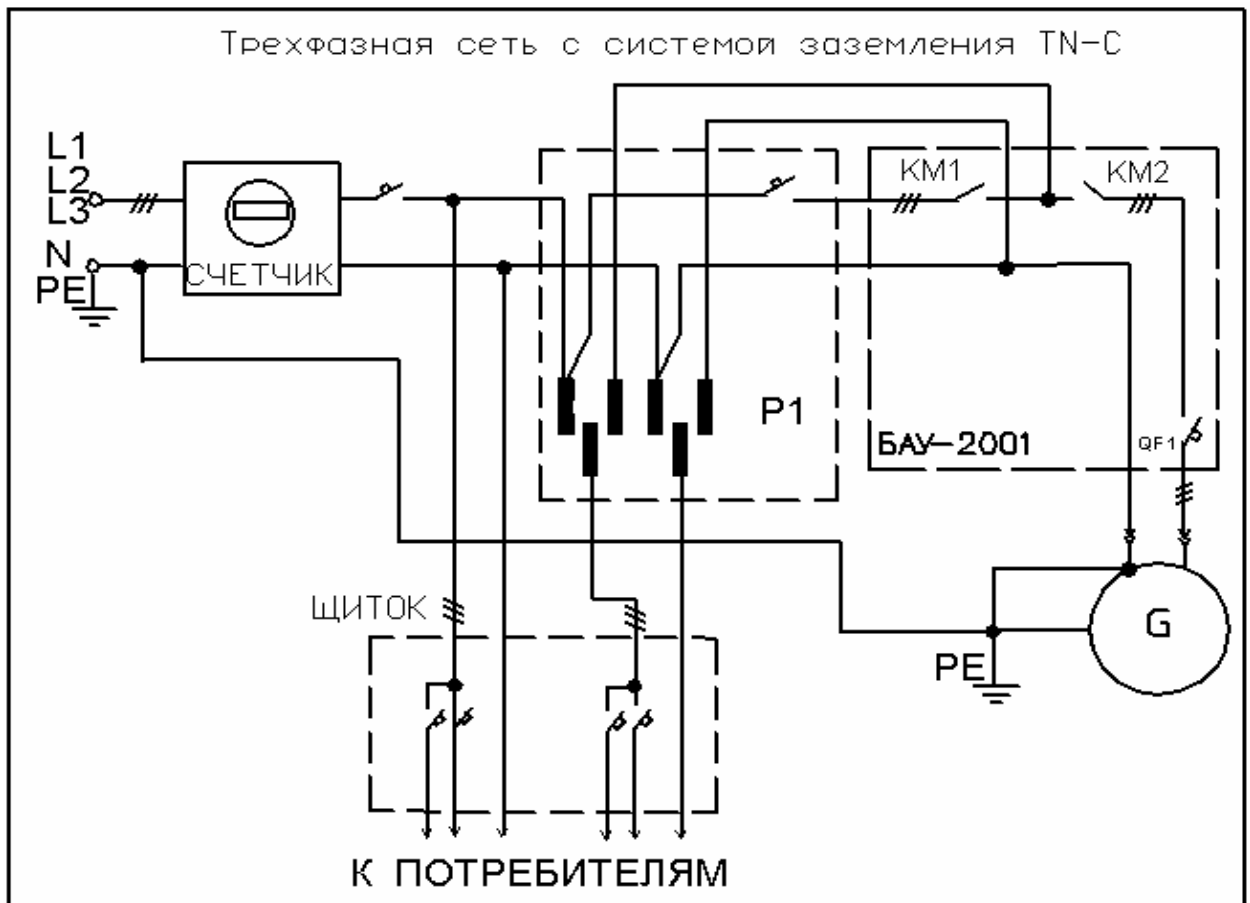 Трехфазная сеть с системой заземления TN-C
L1
L2
L3
N
PE
СЧЕТЧИК
KM1
KM2
P1
БАУ-2001
QF1
ЩИТОК
G
PE
К ПОТРЕБИТЕЛЯМ